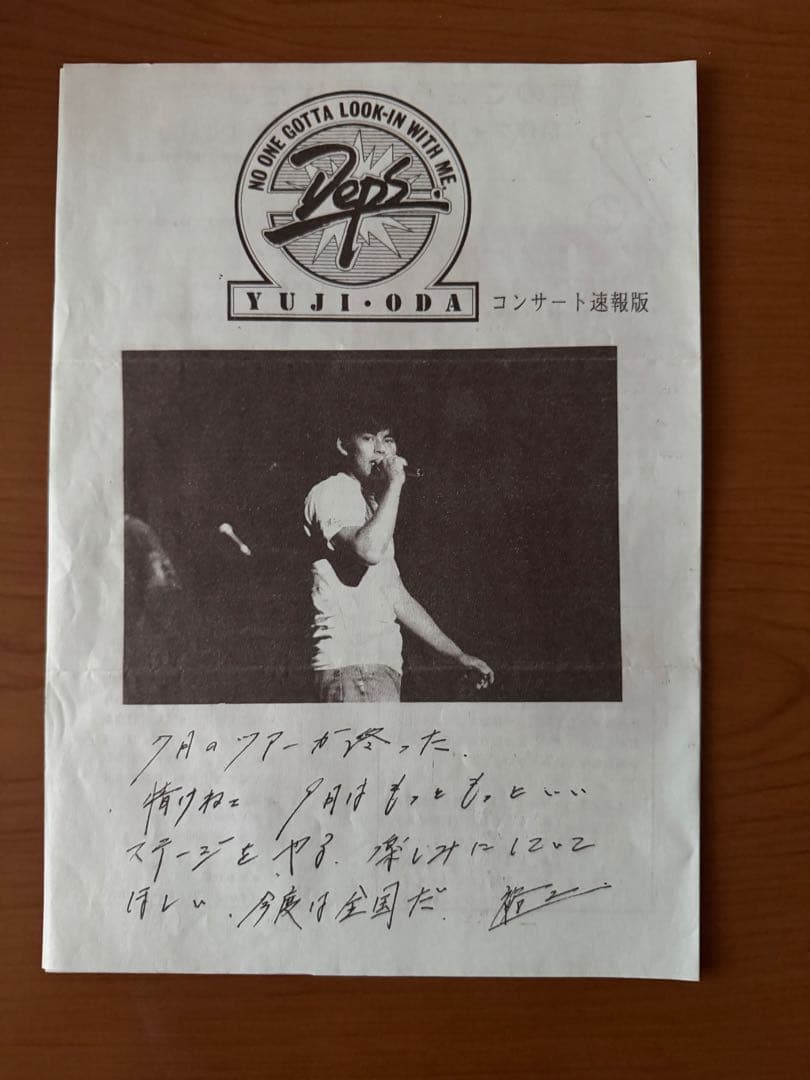 NO ONE GOTTA LOOK-IN WITH ME.
Deps.
YUJI・ODA
コンサート速報版
7月のツアーが終った.
情けねェ 9月はもっともっといい
ステージをやる. 楽しみにしていて
ほしい. 今度は全国だ. 裕二